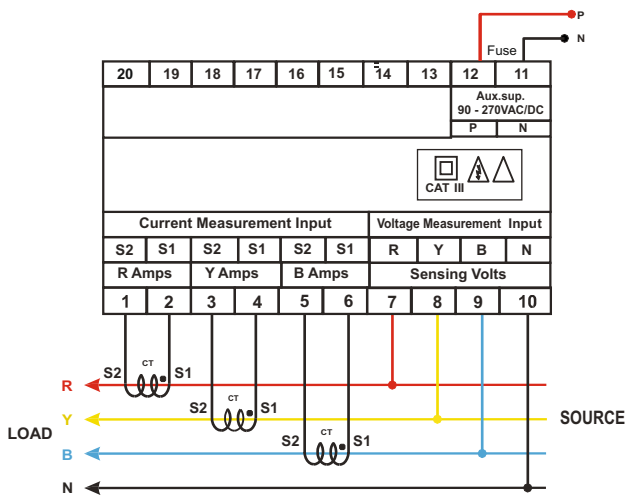 P
N
Fuse
20 19 18 17 16 15 14 13 12 11
Aux.sup.
90 - 270VAC/DC
P N
CAT III
Current Measurement Input Voltage Measurement Input
S2 S1 S2 S1 S2 S1 R Y B N
R Amps Y Amps B Amps Sensing Volts
1 2 3 4 5 6 7 8 9 10
S2 CT S1
R
S2 CT S1
Y SOURCE
LOAD
S2 CT S1
B
N